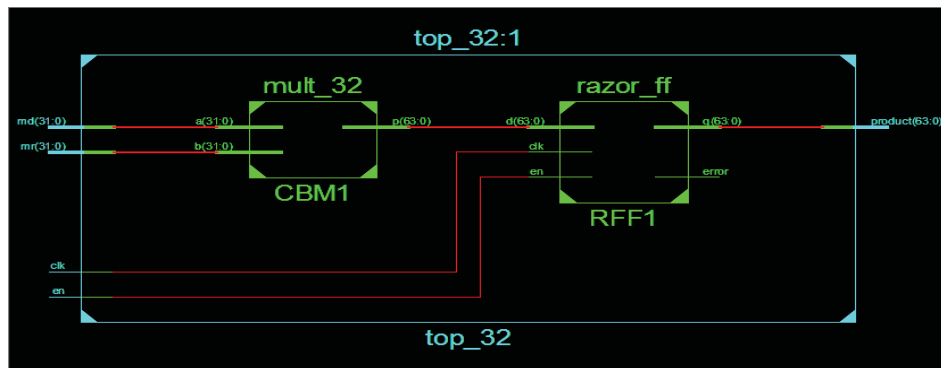 top_32:1
mult_32
razor_ff
md(31:0)
a(31:0)
p(63:0)
d(63:0)
q(63:0)
product(63:0)
mr(31:0)
b(31:0)
clk
en
error
CBM1
RFF1
clk
en
top_32